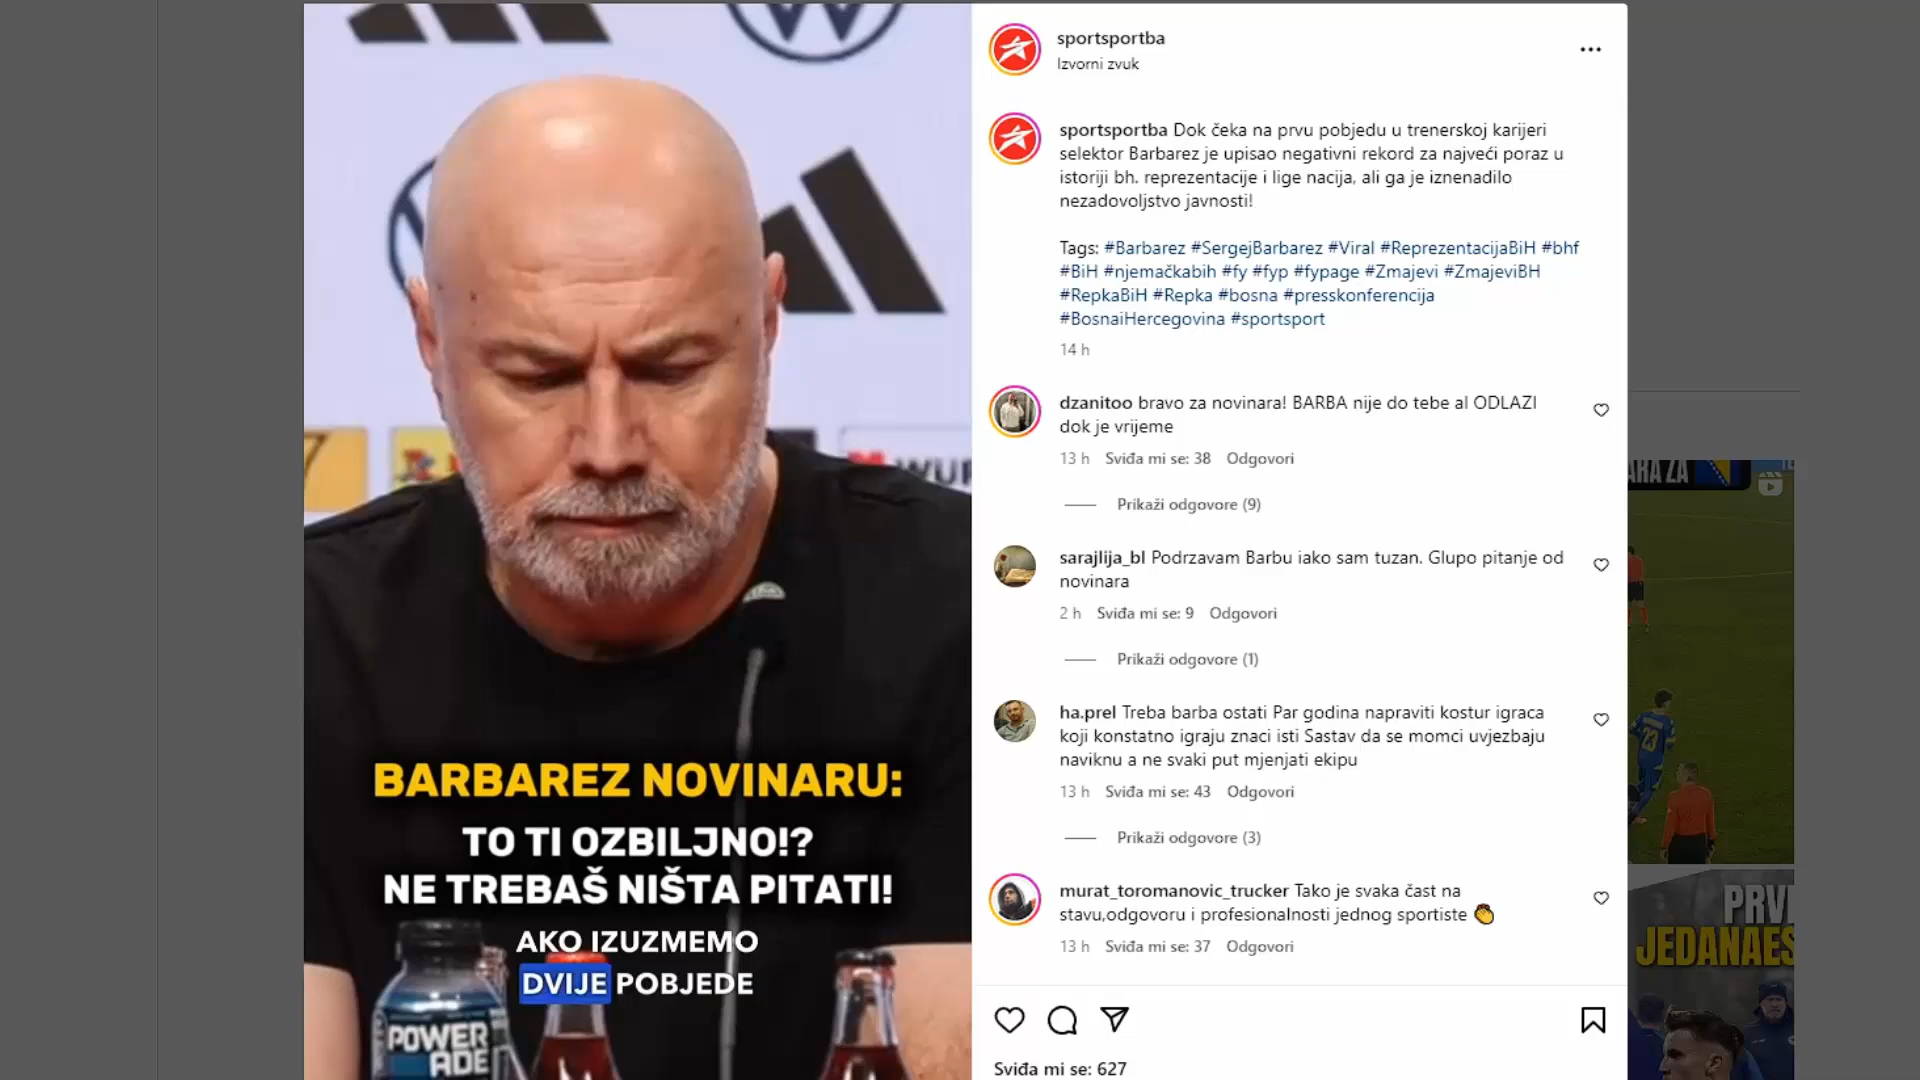 BARBAREZ NOVINARU:
TO TI OZBILJNO!?
NE TREBAŠ NIŠTA PITATI!
AKO IZUZMEMO
DVIJE POBJEDE
POWER
ADE
sportsportba
Izvorni zvuk
sportsportba Dok čeka na prvu pobjedu u trenerskoj karijeri
selektor Barbarez je upisao negativni rekord za najveći poraz u
istoriji bh. reprezentacije i lige nacija, ali ga je iznenadilo
nezadovoljstvo javnosti!
Tags: #Barbarez #SergejBarbarez #Viral #ReprezentacijaBiH #bhf
#BiH #njemačkabih #fy #fyp #fypage #Zmajevi #ZmajeviBH
#RepkaBiH #Repka #bosna #presskonferencija
#BosnaiHercegovina #sportsport
14 h
dzanitoo bravo za novinara! BARBA nije do tebe al ODLAZI
dok je vrijeme
13 h Sviđa mi se: 38 Odgovori
Prikaži odgovore (9)
sarajlija_bl Podrzavam Barbu iako sam tuzan. Glupo pitanje od
novinara
2 h Sviđa mi se: 9 Odgovori
Prikaži odgovore (1)
ha.prel Treba barba ostati Par godina napraviti kostur igraca
koji konstatno igraju znaci isti Sastav da se momci uvjezbaju
naviknu a ne svaki put mjenjati ekipu
13 h Sviđa mi se: 43 Odgovori
Prikaži odgovore (3)
murat_toromanovic_trucker Tako je svaka čast na
stavu,odgovoru i profesionalnosti jednog sportiste 👏
13 h Sviđa mi se: 37 Odgovori
Sviđa mi se: 627
ARA ZA
23
PRVI
JEDANAES